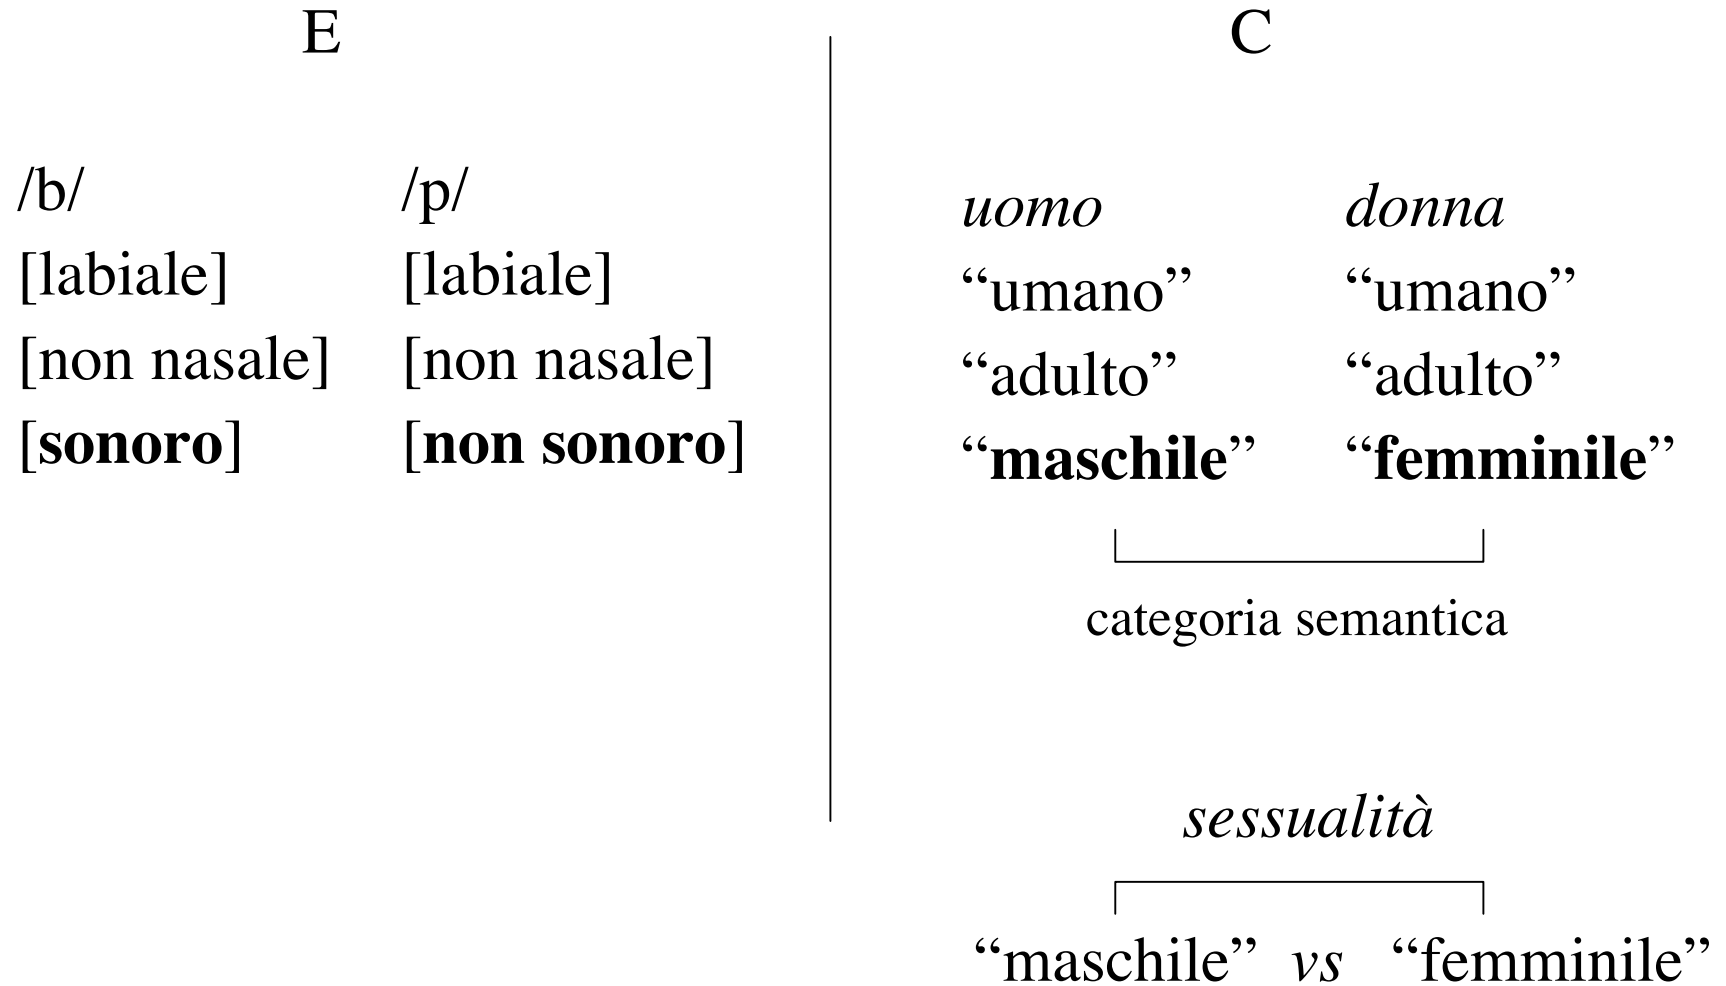 E C
/b/ /p/
[labiale] [labiale]
[non nasale] [non nasale]
[sonoro] [non sonoro]
uomo donna
“umano” “umano”
“adulto” “adulto”
“maschile” “femminile”
categoria semantica
sessualità
“maschile” vs “femminile”